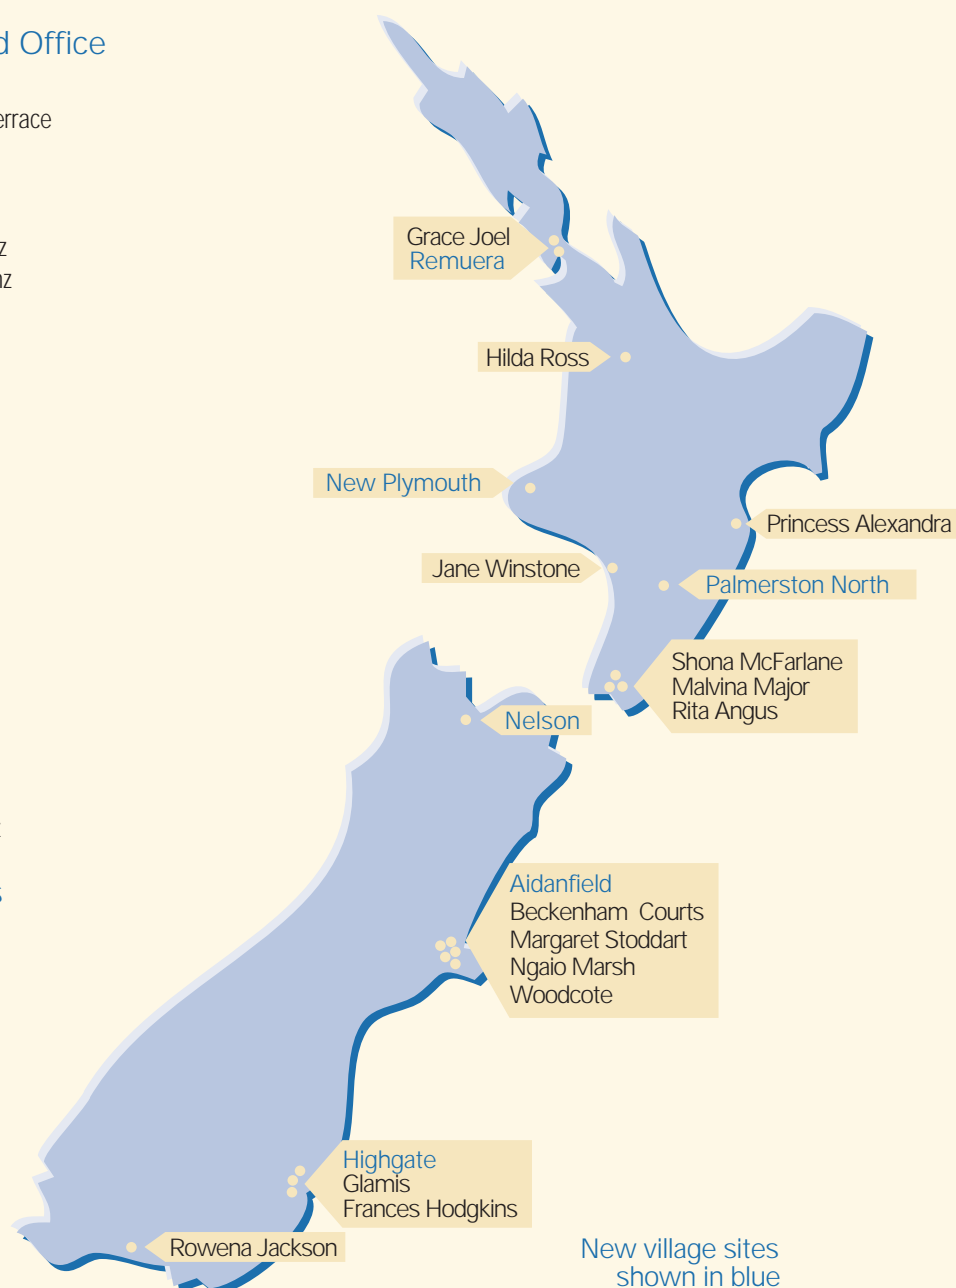 d Office
errace
z
nz
Grace Joel
Remuera
Hilda Ross
New Plymouth
Princess Alexandra
Jane Winstone
Palmerston North
Shona McFarlane
Malvina Major
Rita Angus
Nelson
s
Aidanfield
Beckenham Courts
Margaret Stoddart
Ngaio Marsh
Woodcote
Highgate
Glamis
Frances Hodgkins
Rowena Jackson
New village sites
shown in blue